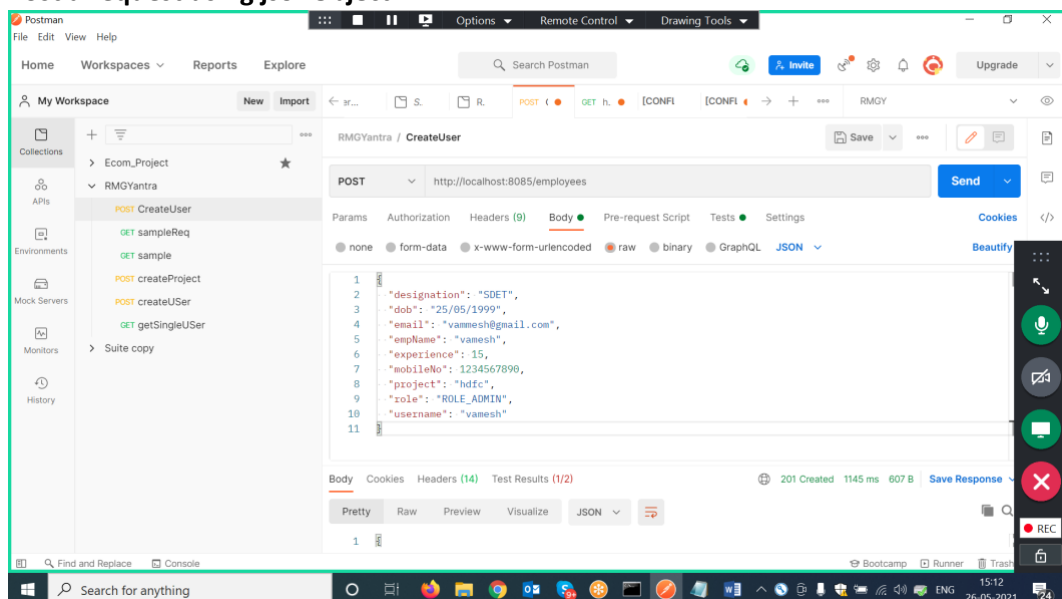 Postman
Options Remote Control Drawing Tools
File Edit View Help
Home Workspaces Reports Explore Search Postman Invite Upgrade
My Workspace New Import S. R. POST ( GET h. [CONFL [CONFL RMGY
Collections
APIs
Environments
Mock Servers
Monitors
History
Ecom_Project
RMGYantra
POST CreateUser
GET sampleReq
GET sample
POST createProject
POST createUSer
GET getSingleUSer
Suite copy
RMGYantra / CreateUser Save
POST http://localhost:8085/employees Send
Params Authorization Headers (9) Body Pre-request Script Tests Settings Cookies
none form-data x-www-form-urlencoded raw binary GraphQL JSON Beautify
1 {
2 "designation": "SDET",
3 "dob": "25/05/1999",
4 "email": "vammesh@gmail.com",
5 "empName": "vamesh",
6 "experience": 15,
7 "mobileNo": 1234567890,
8 "project": "hdfc",
9 "role": "ROLE_ADMIN",
10 "username": "vamesh"
11 }
Body Cookies Headers (14) Test Results (1/2) 201 Created 1145 ms 607 B Save Response
Pretty Raw Preview Visualize JSON
1 {
REC
Find and Replace Console Bootcamp Runner Trash
Search for anything ENG 15:12
26-05-2021 24